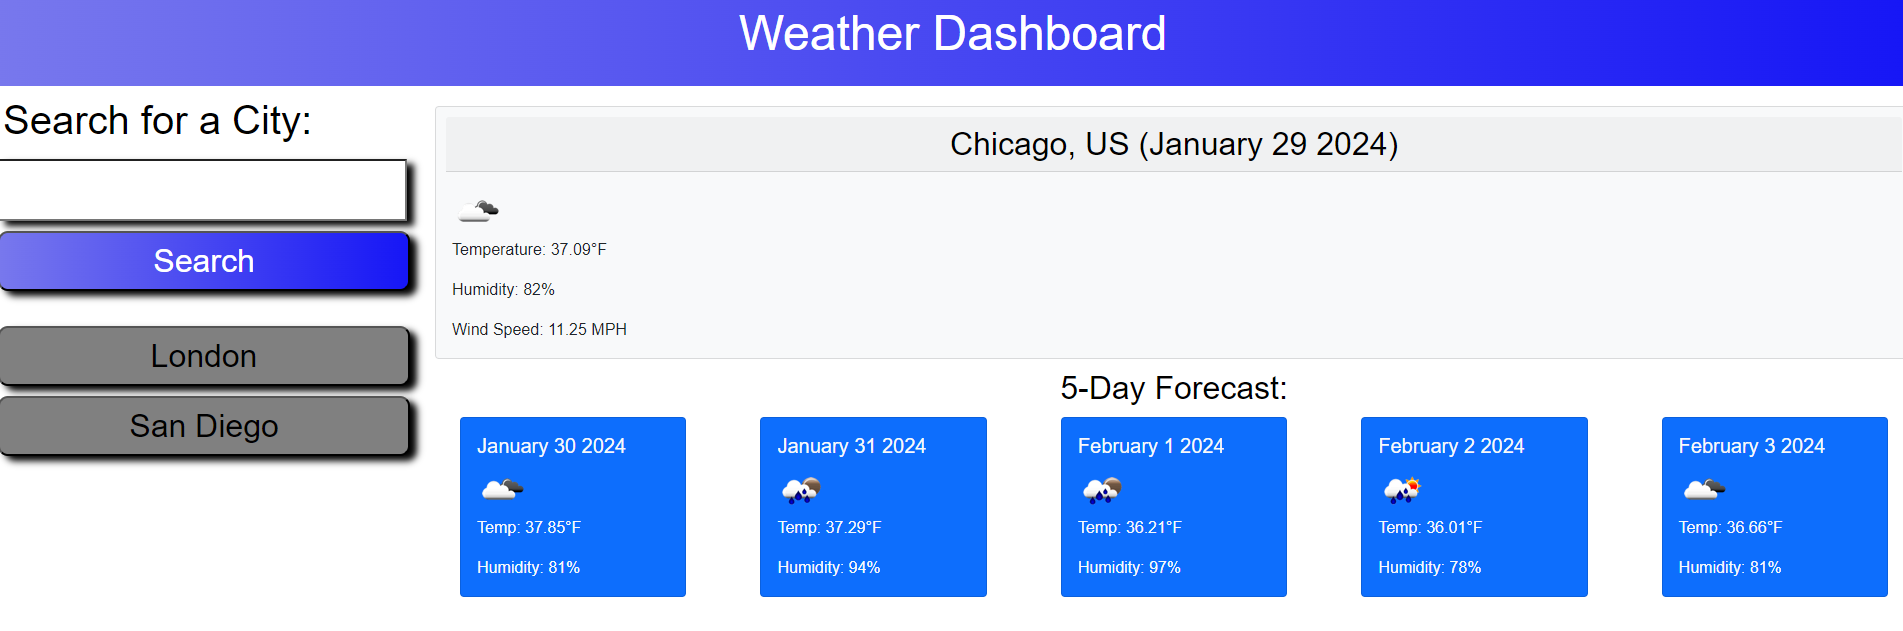 Weather Dashboard
Search for a City:
Search
London
San Diego
Chicago, US (January 29 2024)
Temperature: 37.09°F
Humidity: 82%
Wind Speed: 11.25 MPH
5-Day Forecast:
January 30 2024
Temp: 37.85°F
Humidity: 81%
January 31 2024
Temp: 37.29°F
Humidity: 94%
February 1 2024
Temp: 36.21°F
Humidity: 97%
February 2 2024
Temp: 36.01°F
Humidity: 78%
February 3 2024
Temp: 36.66°F
Humidity: 81%